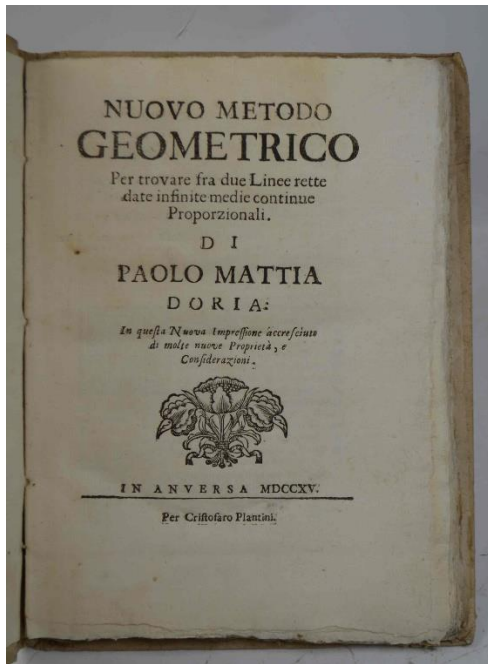 NUOVO METODO
GEOMETRICO
Per trovare fra due Linee rette
date infinite medie continue
Proporzionali.
DI
PAOLO MATTIA
DORIA:
In queſta Nuova Impreſſione accreſciuto
di molte nuove Proprietà, e
Conſiderazioni.
IN ANVERSA MDCCXV.
Per Criſtofaro Plantini.